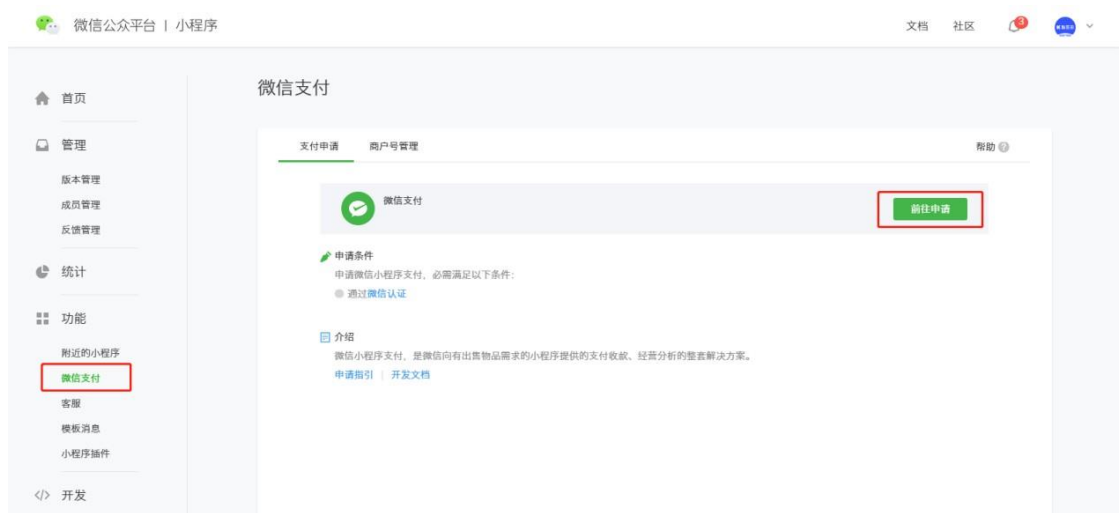 微信公众平台 | 小程序
文档 社区 3
首页
管理
版本管理
成员管理
反馈管理
统计
功能
附近的小程序
微信支付
客服
模板消息
小程序插件
</> 开发
微信支付
支付申请 商户号管理 帮助
微信支付 前往申请
申请条件
申请微信小程序支付，必需满足以下条件：
通过微信认证
介绍
微信小程序支付，是微信向有出售物品需求的小程序提供的支付收款、经营分析的整套解决方案。
申请指引 | 开发文档